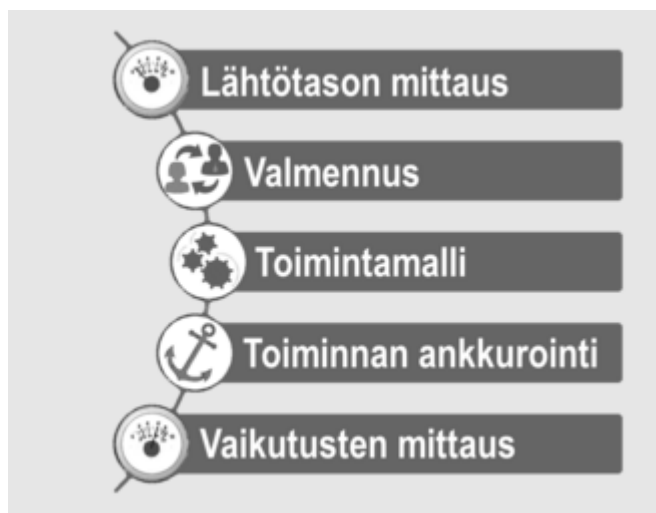 Lähtötason mittaus
Valmennus
Toimintamalli
Toiminnan ankkurointi
Vaikutusten mittaus